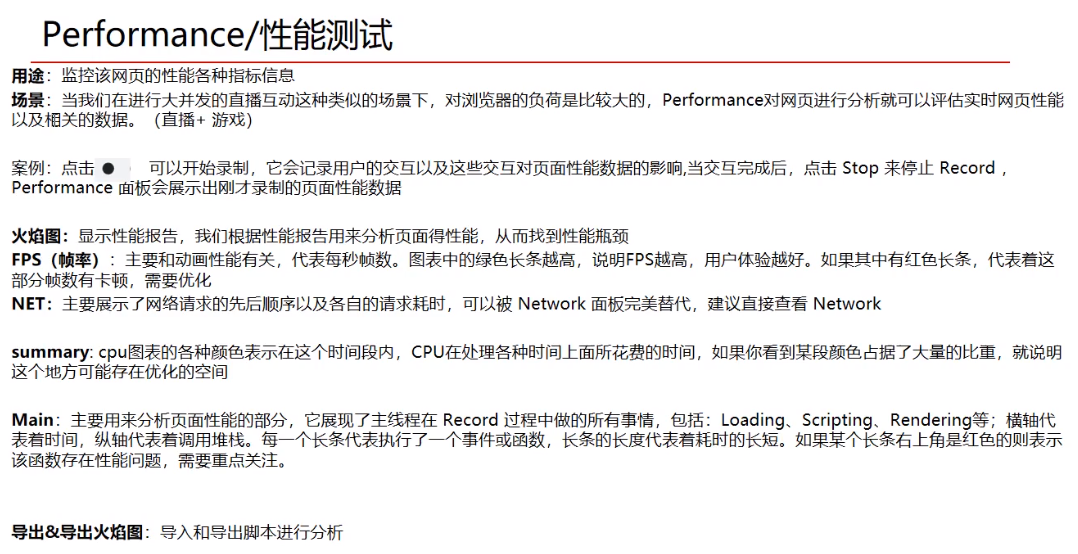 Performance/性能测试
用途：监控该网页的性能各种指标信息
场景：当我们在进行大并发的直播互动这种类似的场景下，对浏览器的负荷是比较大的，Performance对网页进行分析就可以评估实时网页性能
以及相关的数据。（直播+ 游戏）
案例：点击 可以开始录制，它会记录用户的交互以及这些交互对页面性能数据的影响,当交互完成后，点击 Stop 来停止 Record ，
Performance 面板会展示出刚才录制的页面性能数据
火焰图：显示性能报告，我们根据性能报告用来分析页面得性能，从而找到性能瓶颈
FPS（帧率）：主要和动画性能有关，代表每秒帧数。图表中的绿色长条越高，说明FPS越高，用户体验越好。如果其中有红色长条，代表着这
部分帧数有卡顿，需要优化
NET：主要展示了网络请求的先后顺序以及各自的请求耗时，可以被 Network 面板完美替代，建议直接查看 Network
summary: cpu图表的各种颜色表示在这个时间段内，CPU在处理各种时间上面所花费的时间，如果你看到某段颜色占据了大量的比重，就说明
这个地方可能存在优化的空间
Main：主要用来分析页面性能的部分，它展现了主线程在 Record 过程中做的所有事情，包括：Loading、Scripting、Rendering等；横轴代
表着时间，纵轴代表着调用堆栈。每一个长条代表执行了一个事件或函数，长条的长度代表着耗时的长短。如果某个长条右上角是红色的则表示
该函数存在性能问题，需要重点关注。
导出&导出火焰图：导入和导出脚本进行分析